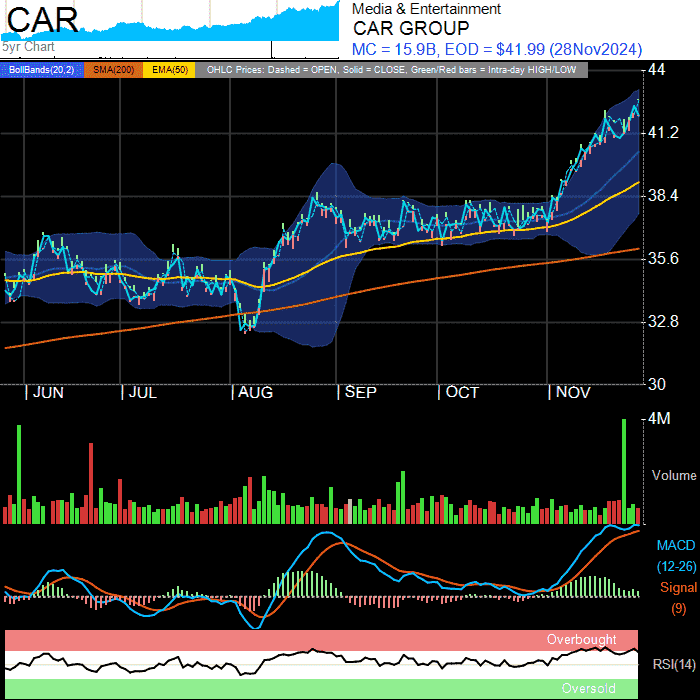 CAR
5yr Chart
Media & Entertainment
CAR GROUP
MC = 15.9B, EOD = $41.99 (28Nov2024)
BollBands(20,2) SMA(200) EMA(50) OHLC Prices: Dashed = OPEN, Solid = CLOSE, Green/Red bars = Intra-day HIGH/LOW
44
41.2
38.4
35.6
32.8
30
JUN JUL AUG SEP OCT NOV
4M
Volume
MACD
(12-26)
Signal
(9)
Overbought
RSI(14)
Oversold